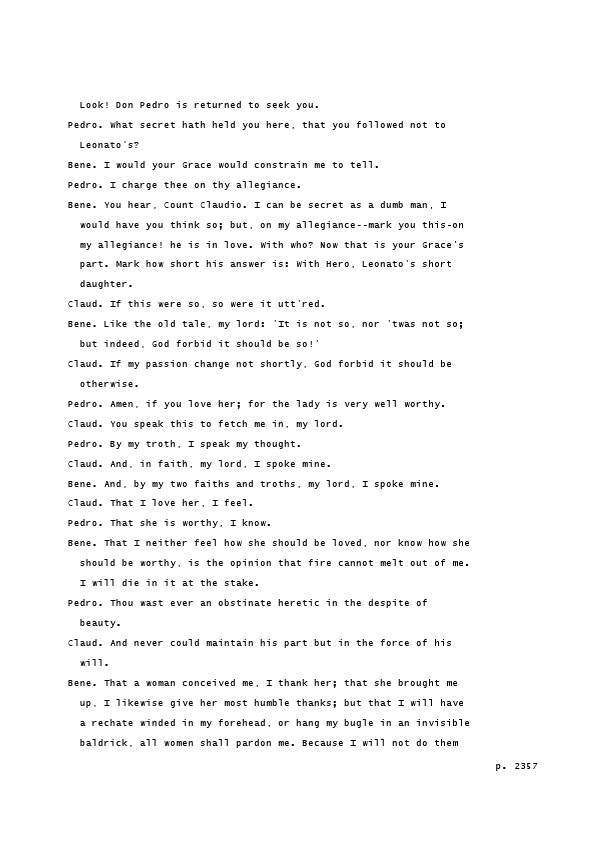 Look! Don Pedro is returned to seek you.
Pedro. What secret hath held you here, that you followed not to
Leonato's?
Bene. I would your Grace would constrain me to tell.
Pedro. I charge thee on thy allegiance.
Bene. You hear, Count Claudio. I can be secret as a dumb man, I
would have you think so; but, on my allegiance--mark you this-on
my allegiance! he is in love. With who? Now that is your Grace's
part. Mark how short his answer is: With Hero, Leonato's short
daughter.
Claud. If this were so, so were it utt'red.
Bene. Like the old tale, my lord: 'It is not so, nor 'twas not so;
but indeed, God forbid it should be so!'
Claud. If my passion change not shortly, God forbid it should be
otherwise.
Pedro. Amen, if you love her; for the lady is very well worthy.
Claud. You speak this to fetch me in, my lord.
Pedro. By my troth, I speak my thought.
Claud. And, in faith, my lord, I spoke mine.
Bene. And, by my two faiths and troths, my lord, I spoke mine.
Claud. That I love her, I feel.
Pedro. That she is worthy, I know.
Bene. That I neither feel how she should be loved, nor know how she
should be worthy, is the opinion that fire cannot melt out of me.
I will die in it at the stake.
Pedro. Thou wast ever an obstinate heretic in the despite of
beauty.
Claud. And never could maintain his part but in the force of his
will.
Bene. That a woman conceived me, I thank her; that she brought me
up, I likewise give her most humble thanks; but that I will have
a rechate winded in my forehead, or hang my bugle in an invisible
baldrick, all women shall pardon me. Because I will not do them
p. 2357